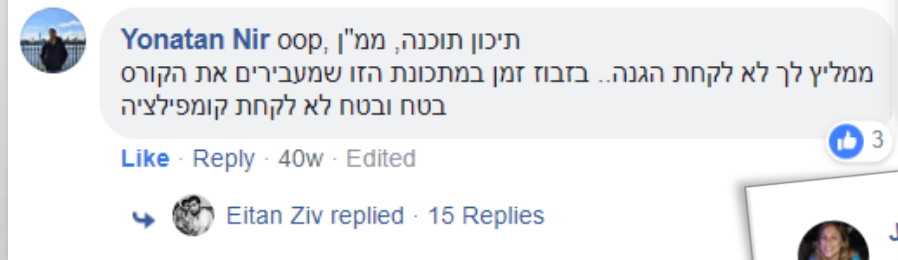 Yonatan Nir oop, תיכון תוכנה, ממ"ן
ממליץ לך לא לקחת הגנה.. בזבוז זמן במתכונת הזו שמעבירים את הקורס
בטח ובטח לא לקחת קומפילציה
3
Like · Reply · 40w · Edited
Eitan Ziv replied · 15 Replies